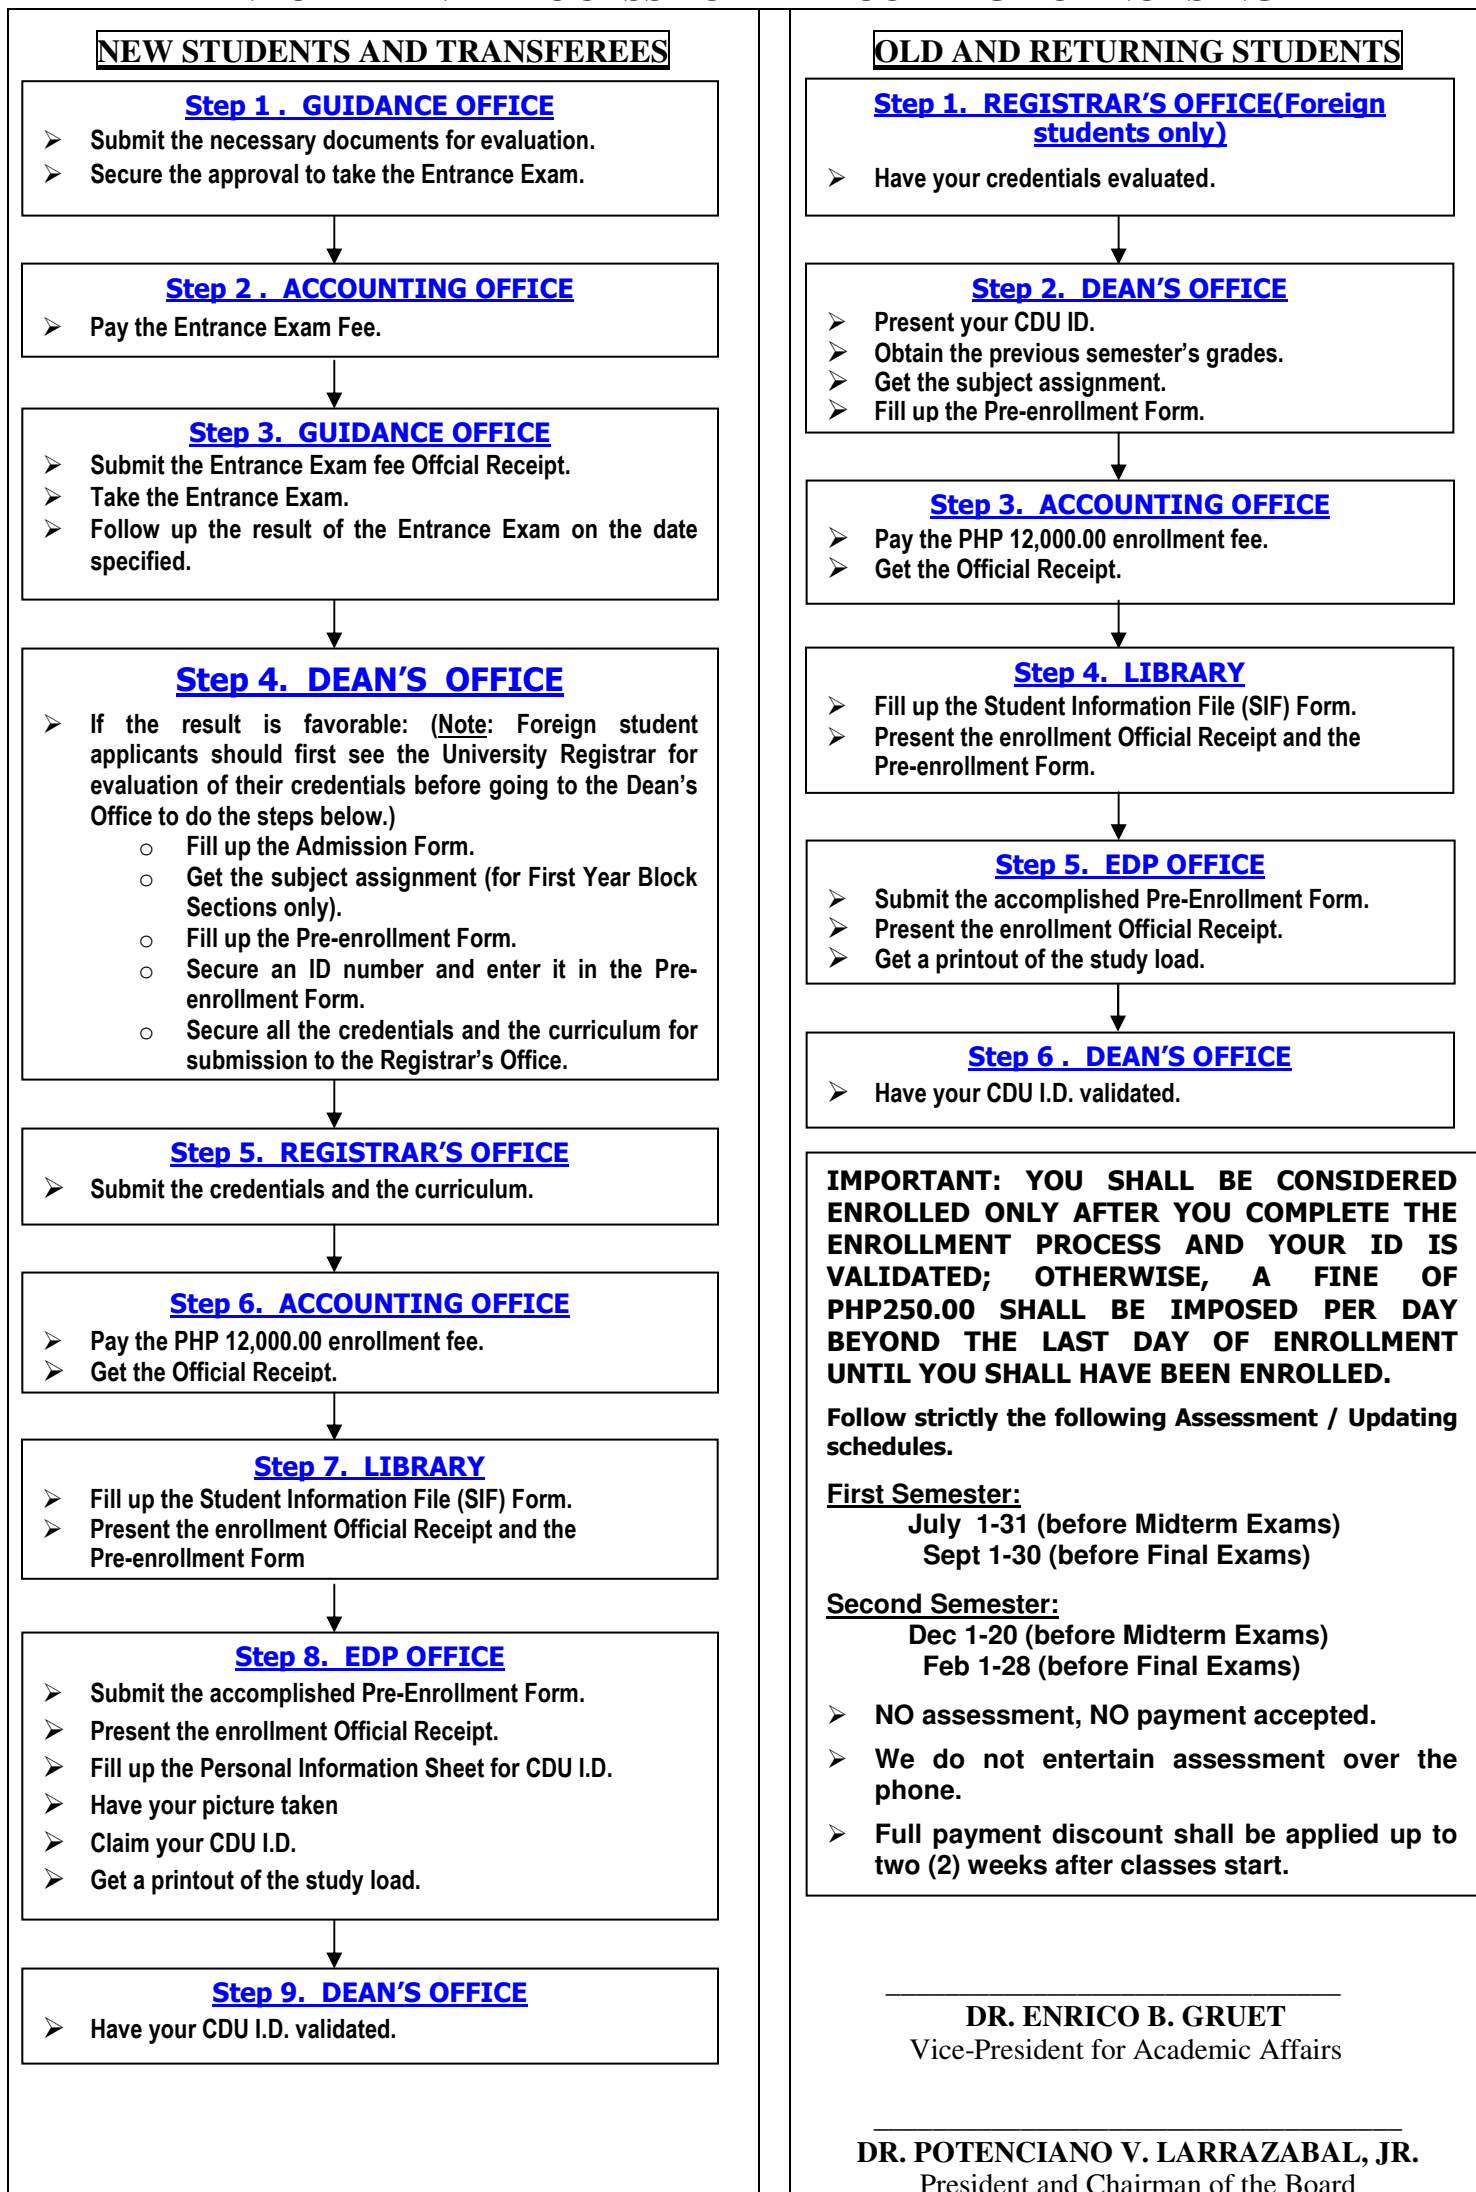 NEW STUDENTS AND TRANSFEREES
Step 1 . GUIDANCE OFFICE
➢ Submit the necessary documents for evaluation.
➢ Secure the approval to take the Entrance Exam.
Step 2 . ACCOUNTING OFFICE
➢ Pay the Entrance Exam Fee.
Step 3. GUIDANCE OFFICE
➢ Submit the Entrance Exam fee Offcial Receipt.
➢ Take the Entrance Exam.
➢ Follow up the result of the Entrance Exam on the date
specified.
Step 4. DEAN’S OFFICE
➢ If the result is favorable: (Note: Foreign student
applicants should first see the University Registrar for
evaluation of their credentials before going to the Dean’s
Office to do the steps below.)
o Fill up the Admission Form.
o Get the subject assignment (for First Year Block
Sections only).
o Fill up the Pre-enrollment Form.
o Secure an ID number and enter it in the Pre-
enrollment Form.
o Secure all the credentials and the curriculum for
submission to the Registrar’s Office.
Step 5. REGISTRAR’S OFFICE
➢ Submit the credentials and the curriculum.
Step 6. ACCOUNTING OFFICE
➢ Pay the PHP 12,000.00 enrollment fee.
➢ Get the Official Receipt.
Step 7. LIBRARY
➢ Fill up the Student Information File (SIF) Form.
➢ Present the enrollment Official Receipt and the
Pre-enrollment Form
Step 8. EDP OFFICE
➢ Submit the accomplished Pre-Enrollment Form.
➢ Present the enrollment Official Receipt.
➢ Fill up the Personal Information Sheet for CDU I.D.
➢ Have your picture taken
➢ Claim your CDU I.D.
➢ Get a printout of the study load.
Step 9. DEAN’S OFFICE
➢ Have your CDU I.D. validated.
OLD AND RETURNING STUDENTS
Step 1. REGISTRAR’S OFFICE(Foreign
students only)
➢ Have your credentials evaluated.
Step 2. DEAN’S OFFICE
➢ Present your CDU ID.
➢ Obtain the previous semester’s grades.
➢ Get the subject assignment.
➢ Fill up the Pre-enrollment Form.
Step 3. ACCOUNTING OFFICE
➢ Pay the PHP 12,000.00 enrollment fee.
➢ Get the Official Receipt.
Step 4. LIBRARY
➢ Fill up the Student Information File (SIF) Form.
➢ Present the enrollment Official Receipt and the
Pre-enrollment Form.
Step 5. EDP OFFICE
➢ Submit the accomplished Pre-Enrollment Form.
➢ Present the enrollment Official Receipt.
➢ Get a printout of the study load.
Step 6 . DEAN’S OFFICE
➢ Have your CDU I.D. validated.
IMPORTANT: YOU SHALL BE CONSIDERED
ENROLLED ONLY AFTER YOU COMPLETE THE
ENROLLMENT PROCESS AND YOUR ID IS
VALIDATED; OTHERWISE, A FINE OF
PHP250.00 SHALL BE IMPOSED PER DAY
BEYOND THE LAST DAY OF ENROLLMENT
UNTIL YOU SHALL HAVE BEEN ENROLLED.
Follow strictly the following Assessment / Updating
schedules.
First Semester:
July 1-31 (before Midterm Exams)
Sept 1-30 (before Final Exams)
Second Semester:
Dec 1-20 (before Midterm Exams)
Feb 1-28 (before Final Exams)
➢ NO assessment, NO payment accepted.
➢ We do not entertain assessment over the
phone.
➢ Full payment discount shall be applied up to
two (2) weeks after classes start.
DR. ENRICO B. GRUET
Vice-President for Academic Affairs
DR. POTENCIANO V. LARRAZABAL, JR.
President and Chairman of the Board